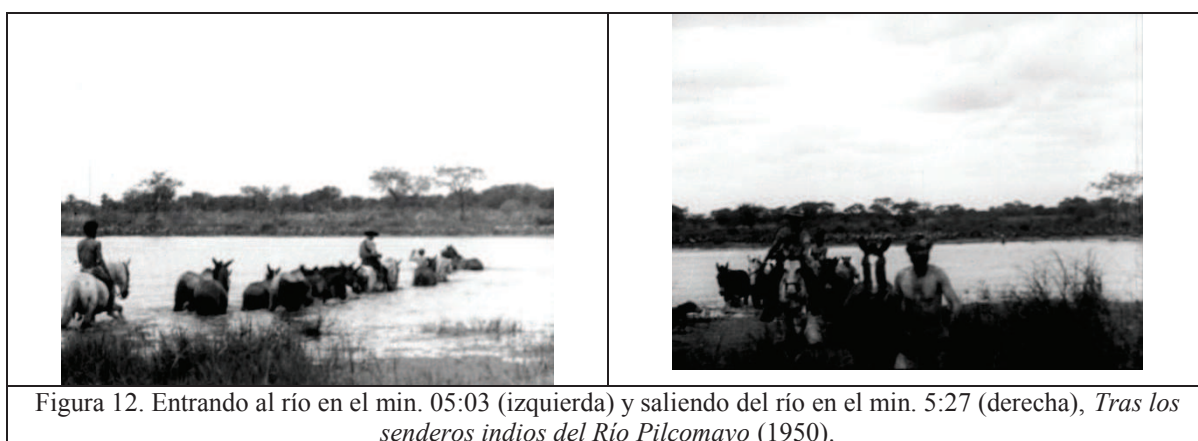 Figura 12. Entrando al río en el min. 05:03 (izquierda) y saliendo del río en el min. 5:27 (derecha), Tras los
senderos indios del Río Pilcomayo (1950).